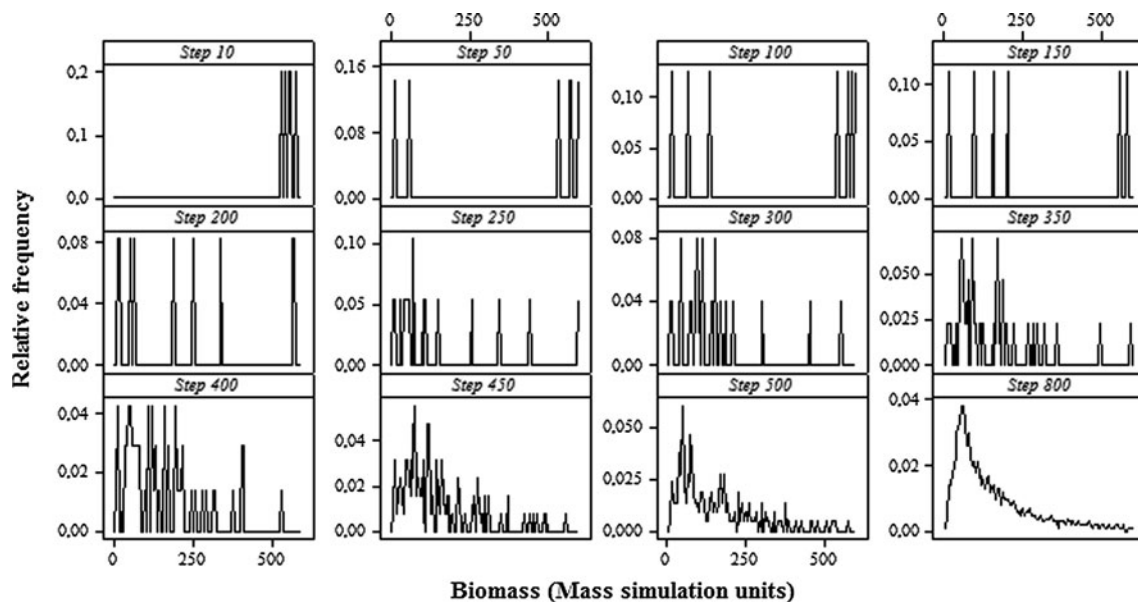 0 500
0 250 500
Step 10
Step 50
Step 100
Step 150
0,2
0,1
0,0
0,16
0,08
0,00
0,10
0,05
0,00
0,10
0,05
0,00
Step 200
Step 250
Step 300
Step 350
0,08
0,04
0,00
0,10
0,05
0,00
0,08
0,04
0,00
0,050
0,025
0,000
Step 400
Step 450
Step 500
Step 800
0,04
0,02
0,00
0,04
0,02
0,00
0,050
0,025
0,000
0,04
0,02
0,00
0 500
0 250 500
Relative frequency
Biomass (Mass simulation units)